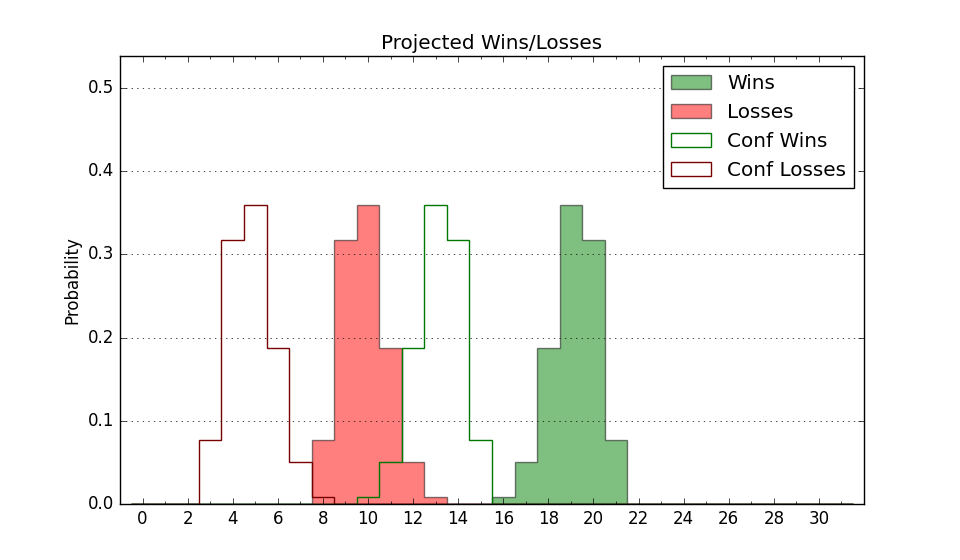 Projected Wins/Losses
Wins
Losses
Conf Wins
Conf Losses
Probability
0.5
0.4
0.3
0.2
0.1
0.0
0 2 4 6 8 10 12 14 16 18 20 22 24 26 28 30